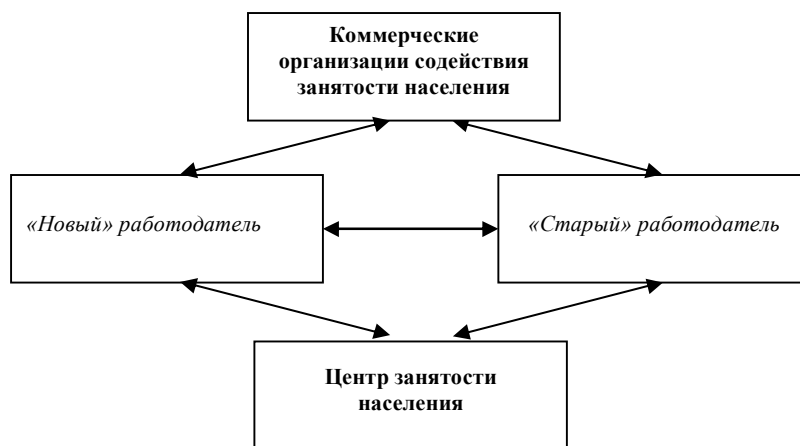 Коммерческие
организации содействия
занятости населения
«Новый» работодатель
«Старый» работодатель
Центр занятости
населения